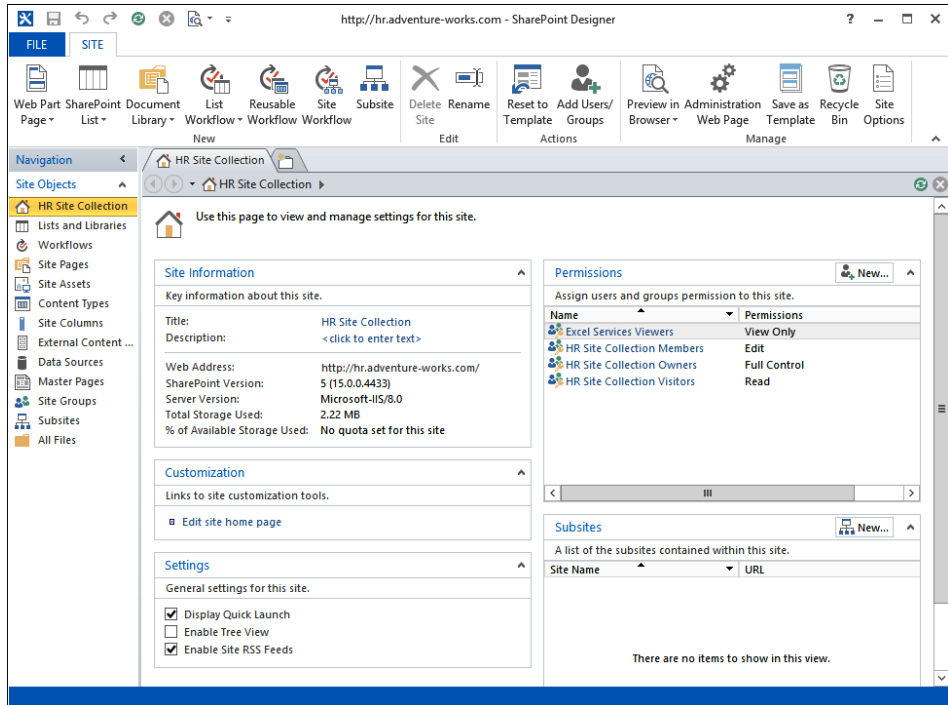 http://hr.adventure-works.com - SharePoint Designer
?
FILE SITE
Web Part Page SharePoint List Document Library List Workflow Reusable Workflow Site Workflow Subsite Delete Site Rename Reset to Template Add Users/ Groups Preview in Browser Administration Web Page Save as Template Recycle Bin Site Options
New Edit Actions Manage
Navigation
Site Objects
HR Site Collection
Lists and Libraries
Workflows
Site Pages
Site Assets
Content Types
Site Columns
External Content ...
Data Sources
Master Pages
Site Groups
Subsites
All Files
HR Site Collection
HR Site Collection
Use this page to view and manage settings for this site.
Site Information
Key information about this site.
Title: HR Site Collection
Description: <click to enter text>
Web Address: http://hr.adventure-works.com/
SharePoint Version: 5 (15.0.0.4433)
Server Version: Microsoft-IIS/8.0
Total Storage Used: 2.22 MB
% of Available Storage Used: No quota set for this site
Customization
Links to site customization tools.
Edit site home page
Settings
General settings for this site.
Display Quick Launch
Enable Tree View
Enable Site RSS Feeds
Permissions New...
Assign users and groups permission to this site.
Name Permissions
Excel Services Viewers View Only
HR Site Collection Members Edit
HR Site Collection Owners Full Control
HR Site Collection Visitors Read
Subsites New...
A list of the subsites contained within this site.
Site Name URL
There are no items to show in this view.